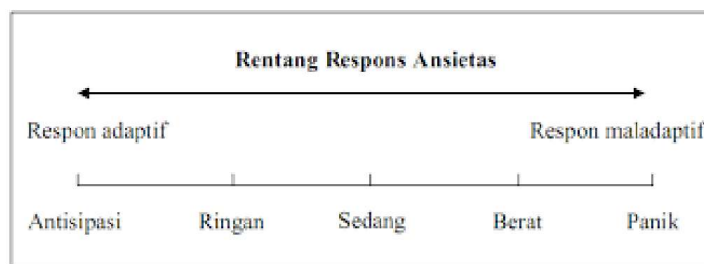 Rentang Respons Ansietas
Respon adaptif Respon maladaptif
Antisipasi Ringan Sedang Berat Panik